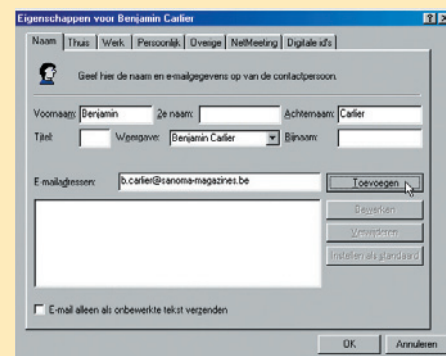 Eigenschappen voor Benjamin Carlier
Naam Thuis Werk Persoonlijk Overige NetMeeting Digitale id's
Geef hier de naam en e-mailgegevens op van de contactpersoon.
Voornaam: Benjamin 2e naam: Achternaam: Carlier
Titel: Weergave: Benjamin Carlier Bijnaam:
E-mailadressen: b.carlier@sanoma-magazines.be Toevoegen
Bewerken
Verwijderen
Instellen als standaard
E-mail alleen als onbewerkte tekst verzenden
OK Annuleren